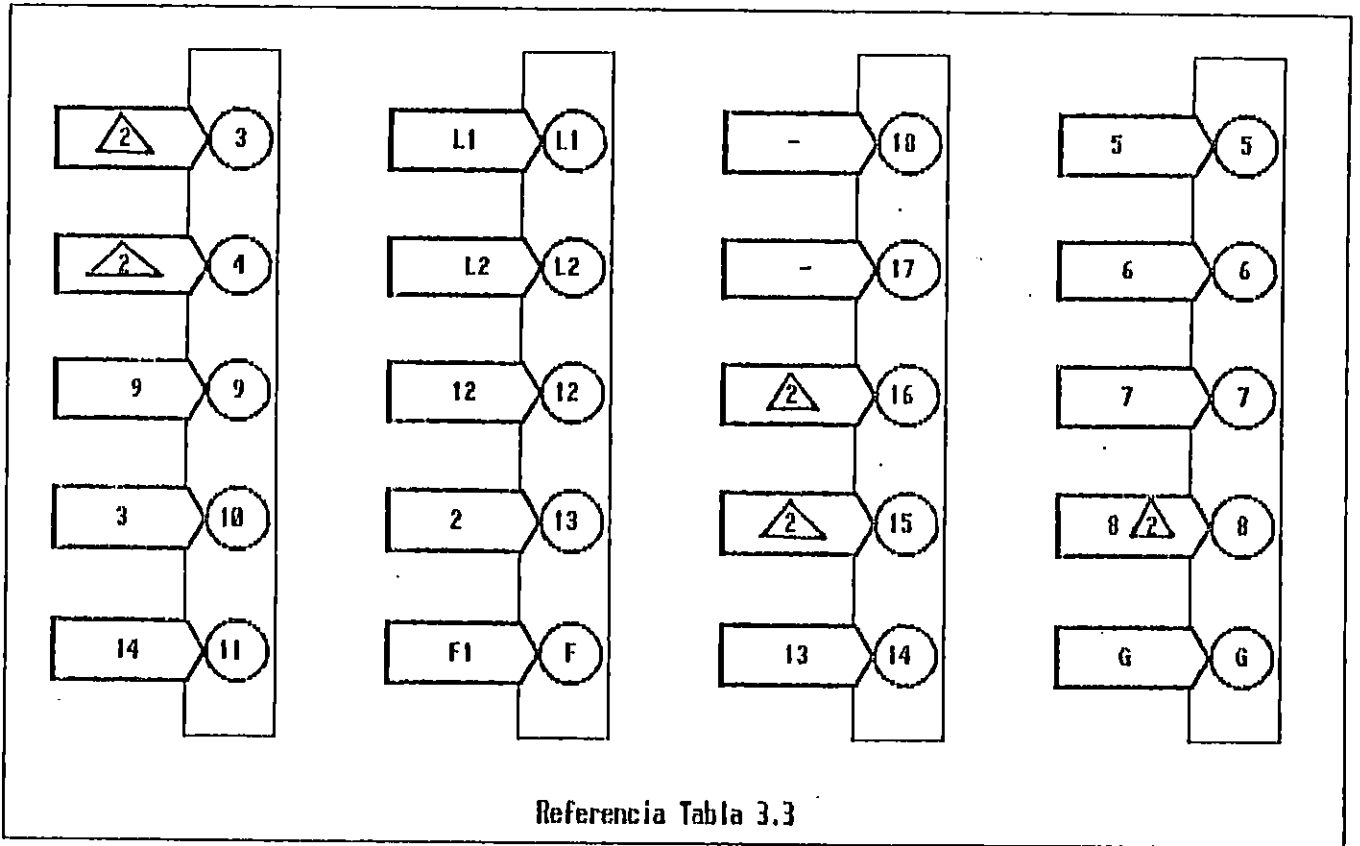 2 3 L1 L1 - 18 5 5
2 4 L2 L2 - 17 6 6
9 9 12 12 2 16 7 7
3 10 2 13 2 15 8 2 8
14 11 F1 F 13 14 G G
Referencia Tabla 3.3